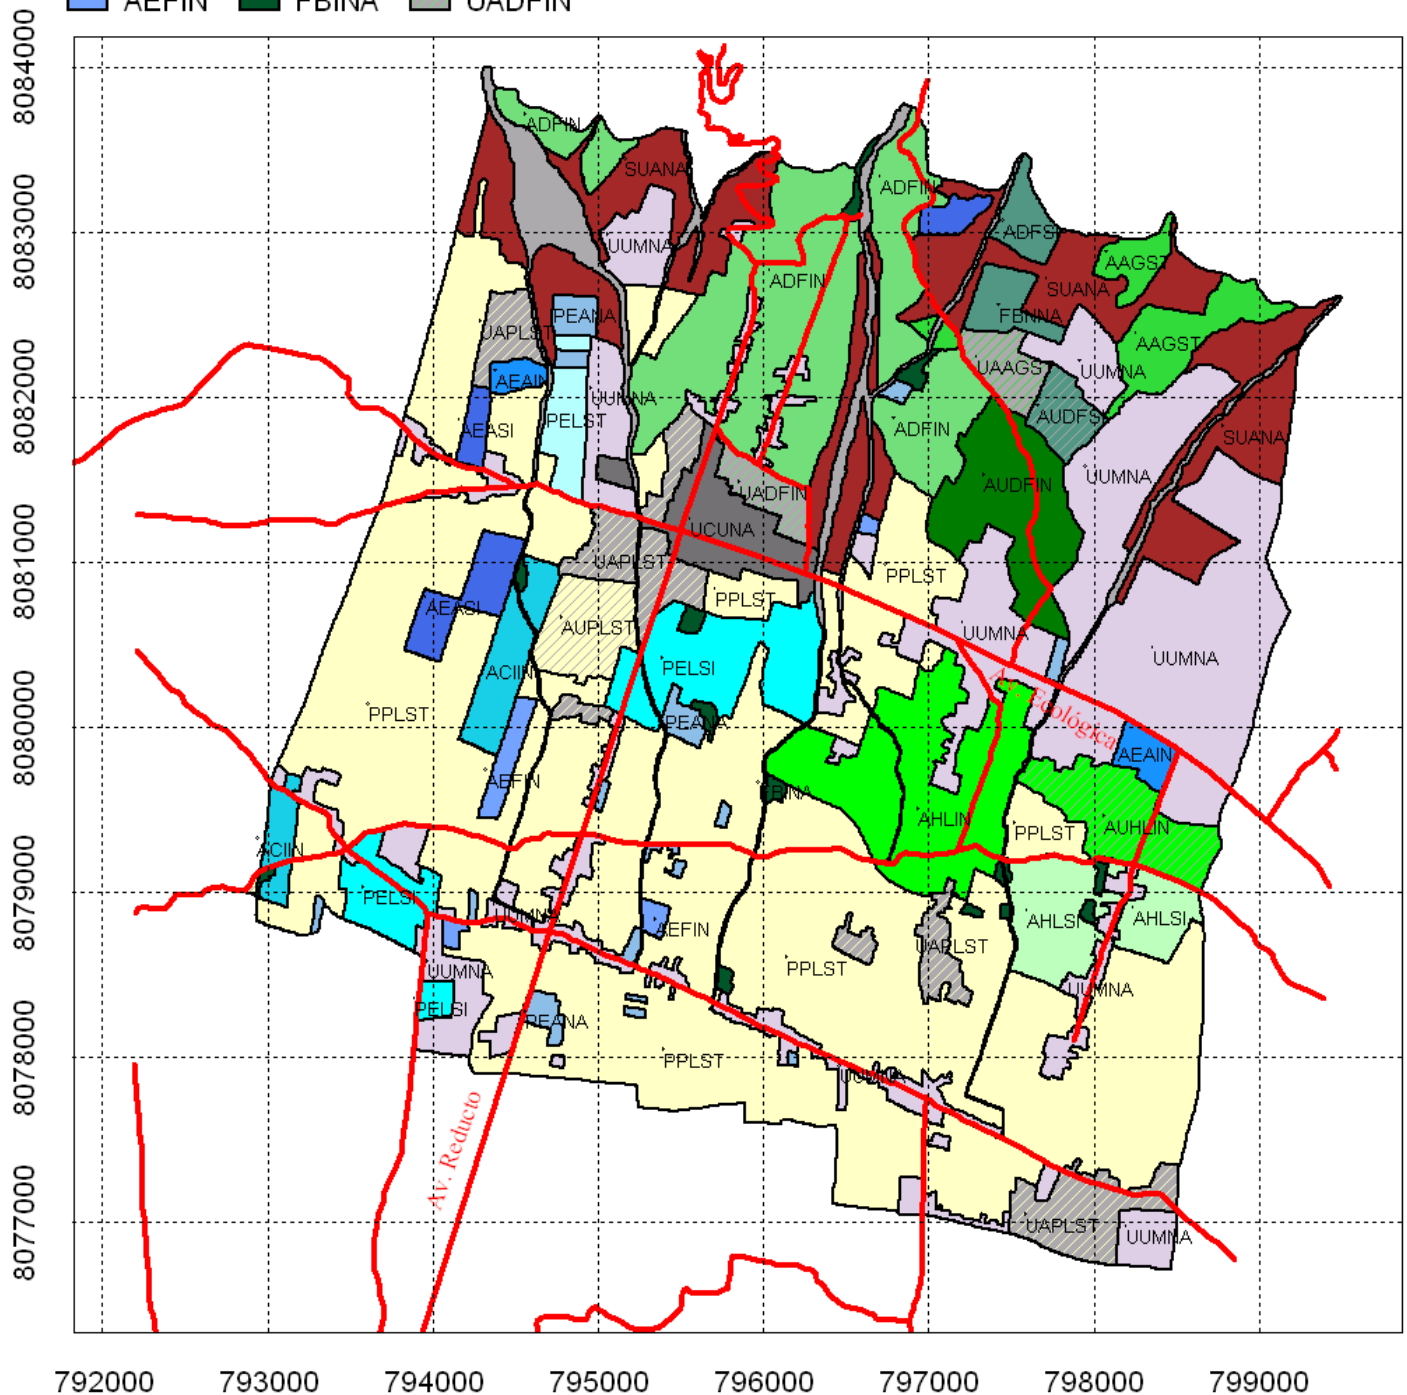 AEFIN FBINA UADFIN
8084000
ADFIN
SUANA
ADFIN
8083000
UUMNA
ADFSI
AAGST
ADFIN
SUANA
PEANA
UAPLST
FBNNA
AAGST
UAAGS
UUMNA
AEAIN
8082000
UUMNA
PELST
AUDFSI
AEASI
ADFIN
SUANA
UUMNA
AUDFIN
UADFIN
8081000
UCUNA
UAPLST
PPLST
PPLST
AEASI
AUPLST
UUMNA
UUMNA
ACIIN
PELSI
8080000
PPLST
PEANA
Av. Ecológica
AEAIN
AEFIN
FBINA
AHLIN
PPLST
AUHLIN
ACIIN
8079000
PELSI
UUMNA
AHLSI
AHLSI
AEFIN
UAPLST
PPLST
UUMNA
UUMNA
PELSI
PEANA
8078000
PPLST
UUMNA
Av. Reducto
8077000
UAPLST
UUMNA
792000 793000 794000 795000 796000 797000 798000 799000